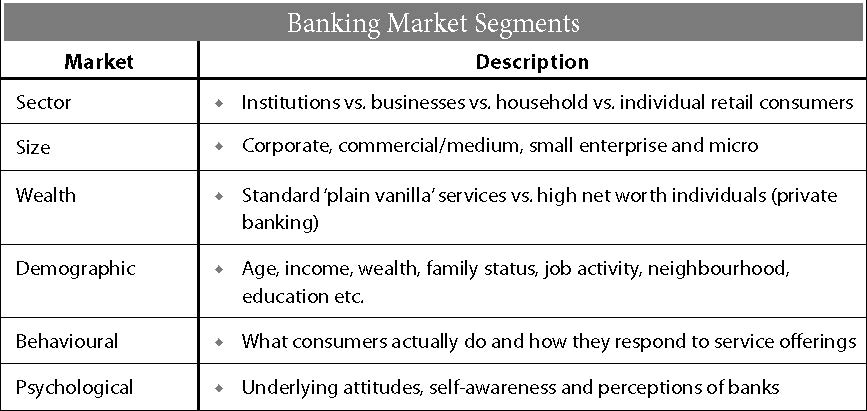 Banking Market Segments
Market Description
Sector ◆ Institutions vs. businesses vs. household vs. individual retail consumers
Size ◆ Corporate, commercial/medium, small enterprise and micro
Wealth ◆ Standard ‘plain vanilla’ services vs. high net worth individuals (private
banking)
Demographic ◆ Age, income, wealth, family status, job activity, neighbourhood,
education etc.
Behavioural ◆ What consumers actually do and how they respond to service offerings
Psychological ◆ Underlying attitudes, self-awareness and perceptions of banks